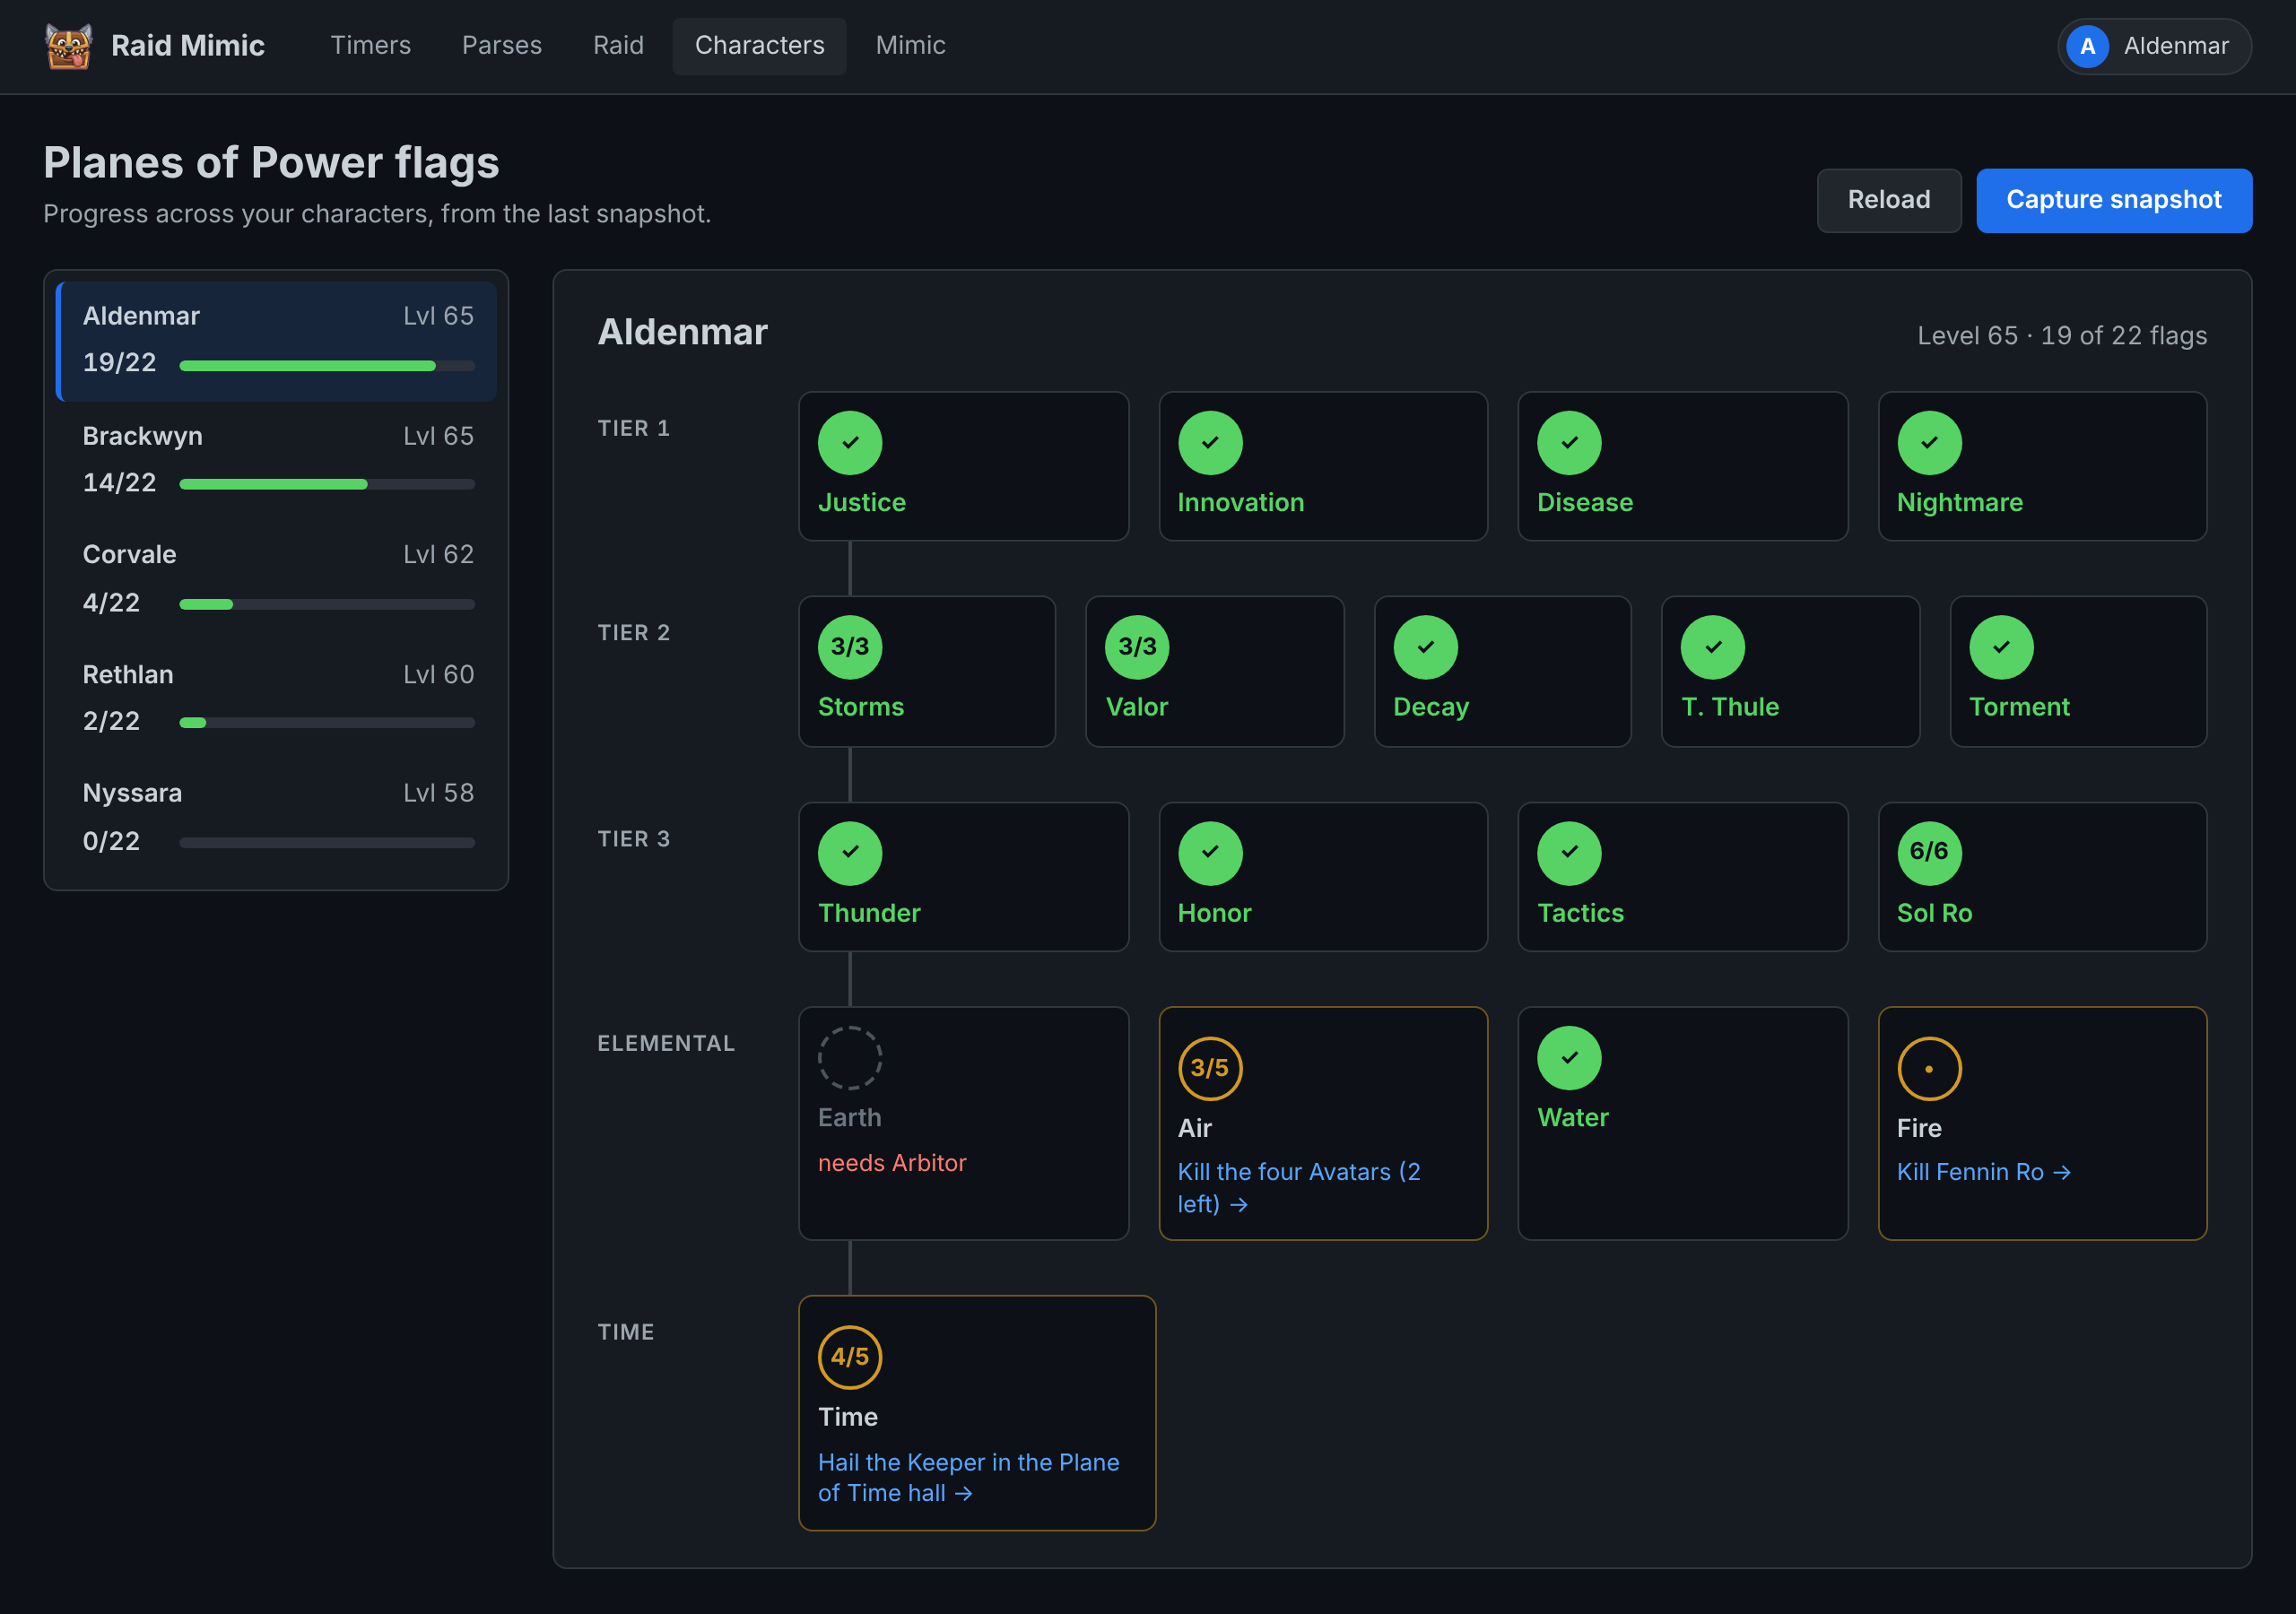 Raid Mimic
Timers
Parses
Raid
Characters
Mimic
A
Aldenmar
Planes of Power flags
Progress across your characters, from the last snapshot.
Reload
Capture snapshot
Aldenmar
Lvl 65
19/22
Brackwyn
Lvl 65
14/22
Corvale
Lvl 62
4/22
Rethlan
Lvl 60
2/22
Nyssara
Lvl 58
0/22
Aldenmar
Level 65 · 19 of 22 flags
TIER 1
✓
Justice
✓
Innovation
✓
Disease
✓
Nightmare
TIER 2
3/3
Storms
3/3
Valor
✓
Decay
✓
T. Thule
✓
Torment
TIER 3
✓
Thunder
✓
Honor
✓
Tactics
6/6
Sol Ro
ELEMENTAL
Earth
needs Arbitor
3/5
Air
Kill the four Avatars (2
left) →
✓
Water
Fire
Kill Fennin Ro →
TIME
4/5
Time
Hail the Keeper in the Plane
of Time hall →